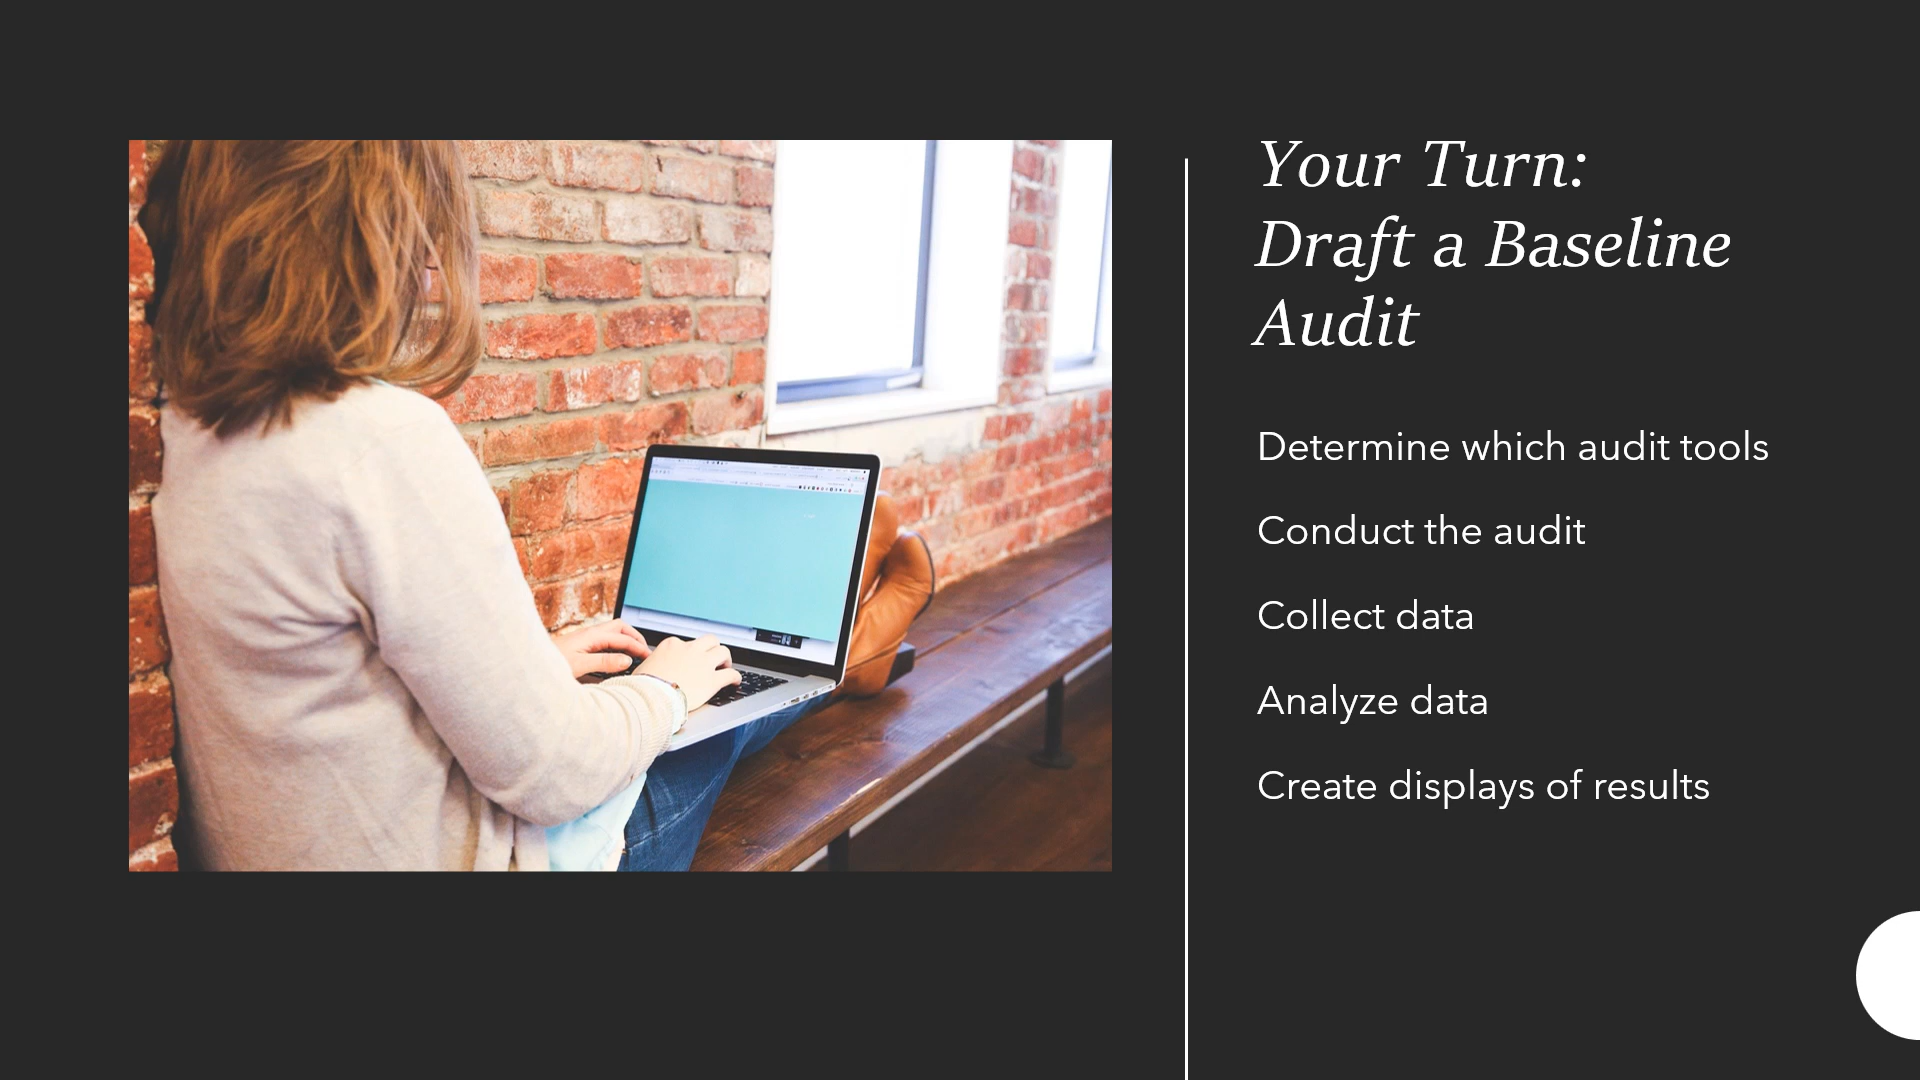 Your Turn:
Draft a Baseline
Audit
Determine which audit tools
Conduct the audit
Collect data
Analyze data
Create displays of results